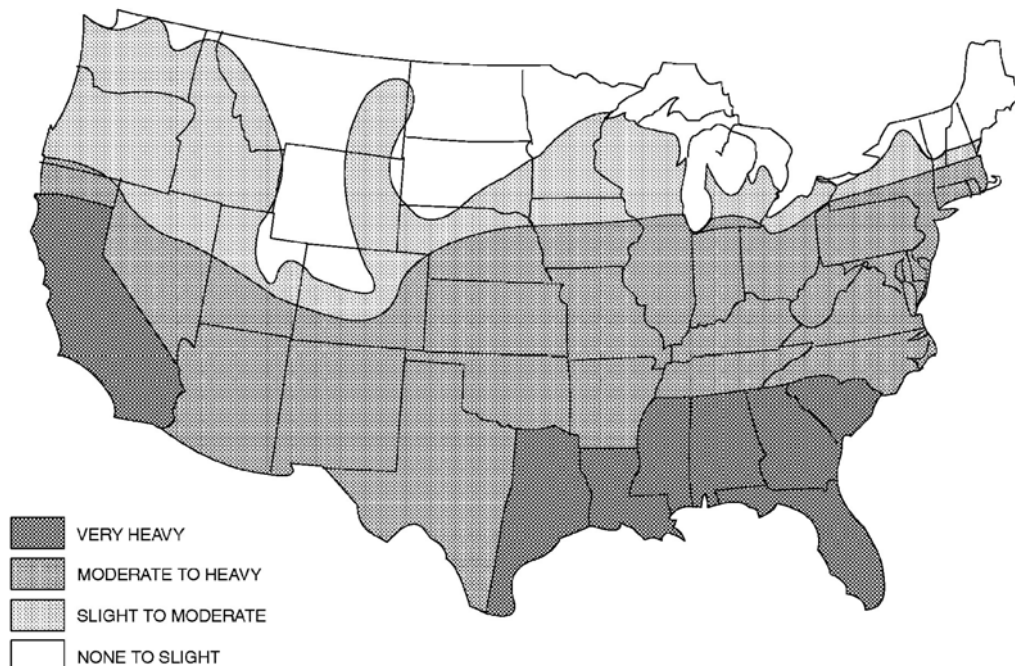 VERY HEAVY
MODERATE TO HEAVY
SLIGHT TO MODERATE
NONE TO SLIGHT